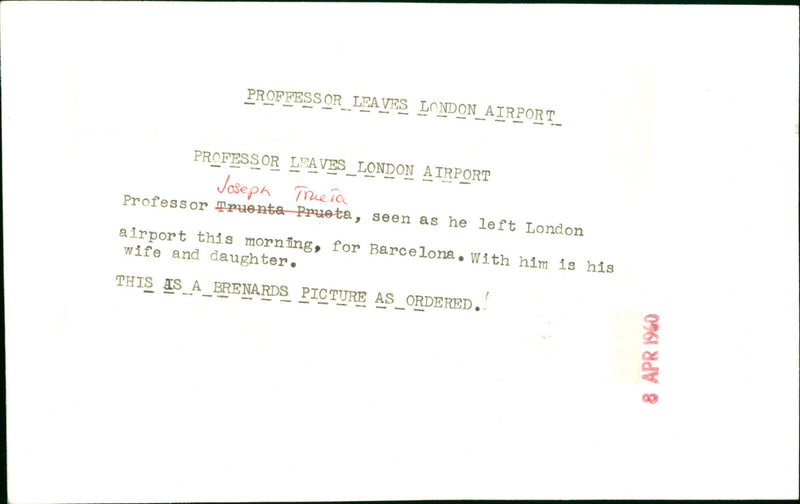 PROFFESSOR LEAVES LONDON AIRPORT
PROFESSOR LEAVES LONDON AIRPORT
Joseph Trueta
Professor Truenta Prueta, seen as he left London
airport this morning, for Barcelona. With him is his
wife and daughter.
THIS IS A BRENARDS PICTURE AS ORDERED.!
8 APR 1960